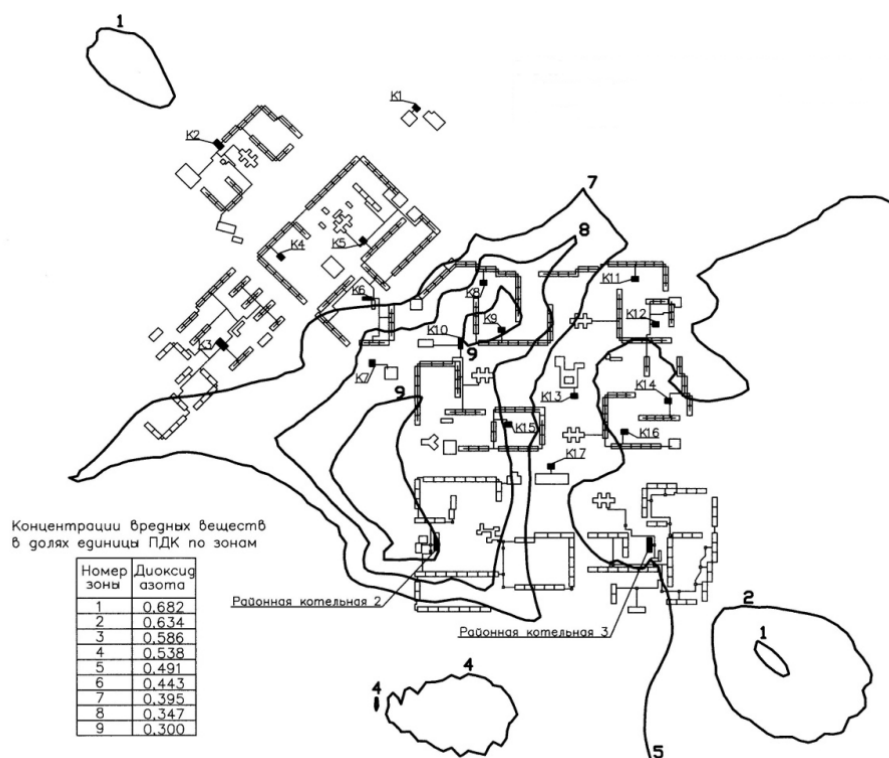 1
К1
К2
7
8
К4
К5
К11
К8
К6
К12
К9
К10
К3
9
К7
К14
К13
9
К15
К16
К17
Концентрации вредных веществ
в долях единицы ПДК по зонам
Номер зоны Диоксид азота
1 0.682
2 0.634
3 0.586
4 0.538
5 0.491
6 0.443
7 0.395
8 0.347
9 0.300
Районная котельная 2
Районная котельная 3
2
1
4
4
5